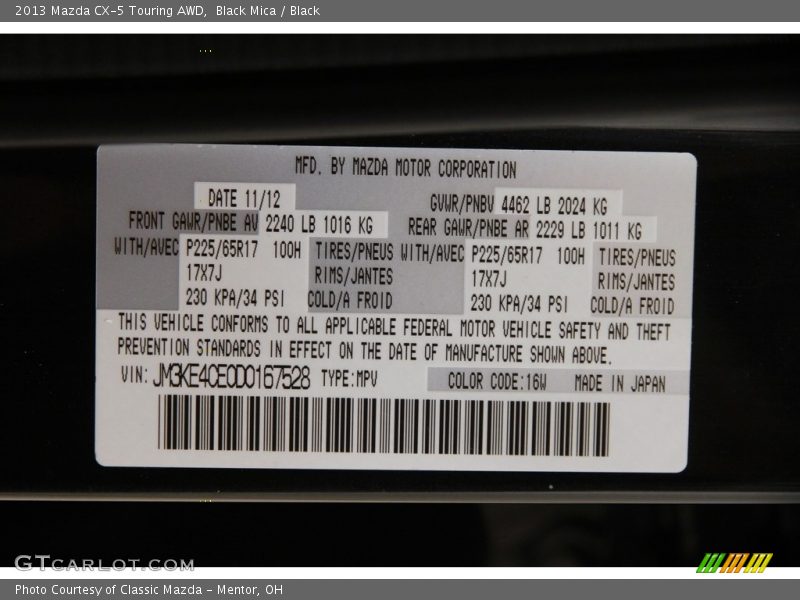 2013 Mazda CX-5 Touring AWD,  Black Mica / Black
MFD. BY MAZDA MOTOR CORPORATION
DATE 11/12 GVWR/PNBV 4462 LB 2024 KG
FRONT GAWR/PNBE AV 2240 LB 1016 KG REAR GAWR/PNBE AR 2229 LB 1011 KG
WITH/AVEC P225/65R17 100H TIRES/PNEUS WITH/AVEC P225/65R17 100H TIRES/PNEUS
17X7J RIMS/JANTES 17X7J RIMS/JANTES
230 KPA/34 PSI COLD/A FROID 230 KPA/34 PSI COLD/A FROID
THIS VEHICLE CONFORMS TO ALL APPLICABLE FEDERAL MOTOR VEHICLE SAFETY AND THEFT
PREVENTION STANDARDS IN EFFECT ON THE DATE OF MANUFACTURE SHOWN ABOVE.
VIN: JM3KE4CE0D0167528 TYPE:MPV COLOR CODE:16W MADE IN JAPAN
GTCARLOT.COM
Photo Courtesy of Classic Mazda - Mentor, OH